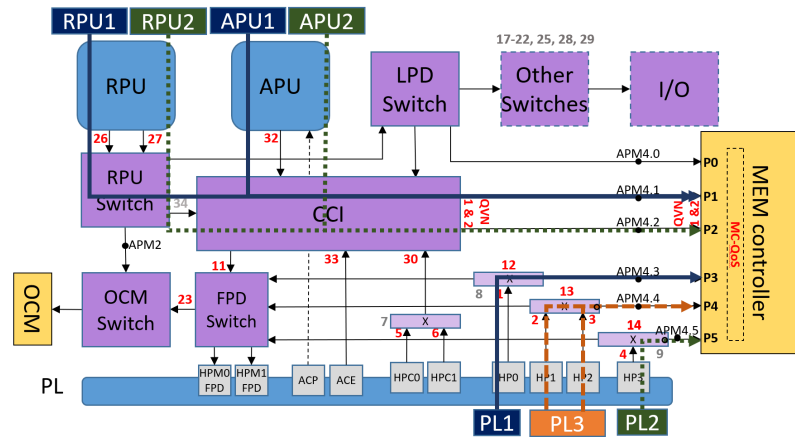 RPU1
RPU2
APU1
APU2
17-22, 25, 28, 29
RPU
APU
LPD
Switch
Other
Switches
I/O
26
27
32
APM4.0
P0
RPU
Switch
34
CCI
QVN
1 & 2
APM4.1
P1
APM4.2
P2
QVN
1 &2
MC-QoS
MEM controller
APM2
11
33
30
12
APM4.3
P3
OCM
OCM
Switch
23
FPD
Switch
8
1
13
APM4.4
P4
7
X
5
6
X
2
3
14
APM4.5
P5
X
4
9
PL
HPM0
FPD
HPM1
FPD
ACP
ACE
HPC0
HPC1
HP0
HP1
HP2
HP3
PL1
PL3
PL2